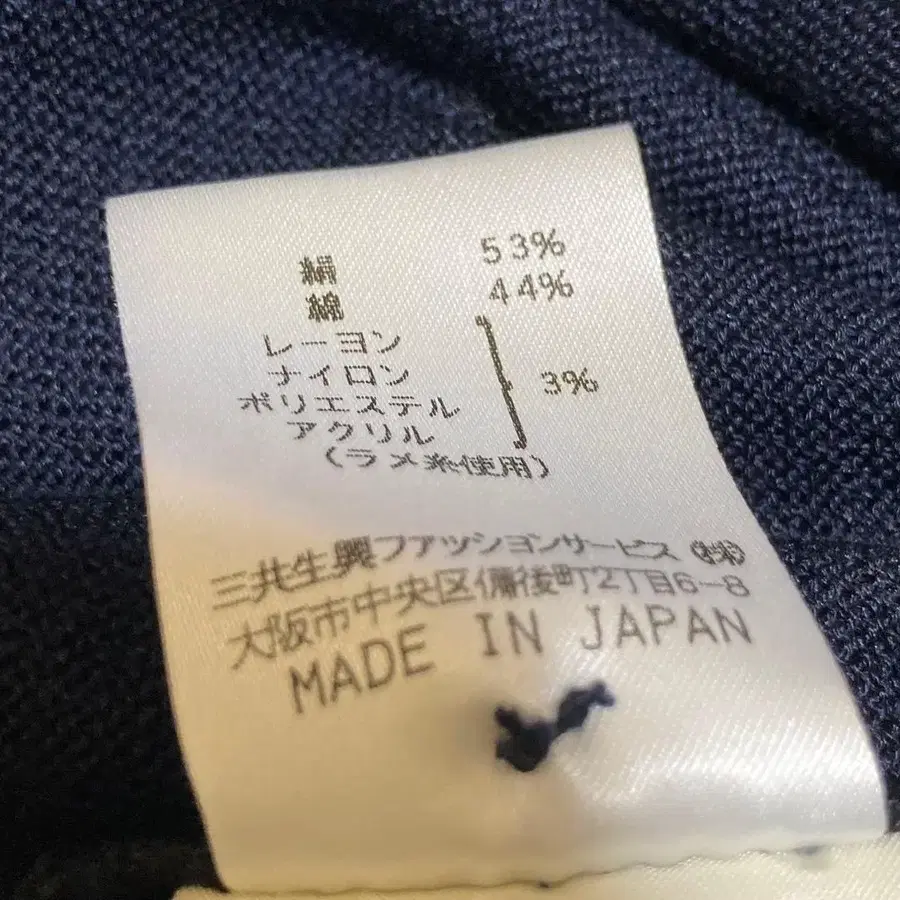 絹 53%
綿 44%
レーヨン
ナイロン
ポリエステル 3%
アクリル
(ラメ糸使用)
三共生興ファッションサービス(株)
大阪市中央区備後町2丁目6-8
MADE IN JAPAN